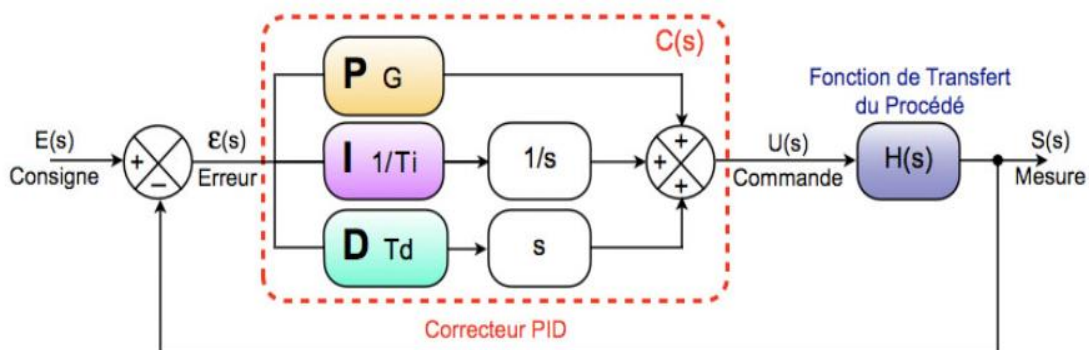 C(s)
P G
Fonction de Transfert
du Procédé
E(s)
Consigne
+
−
ε(s)
Erreur
I 1/Ti
1/s
+
+
+
U(s)
Commande
H(s)
S(s)
Mesure
D Td
s
Correcteur PID